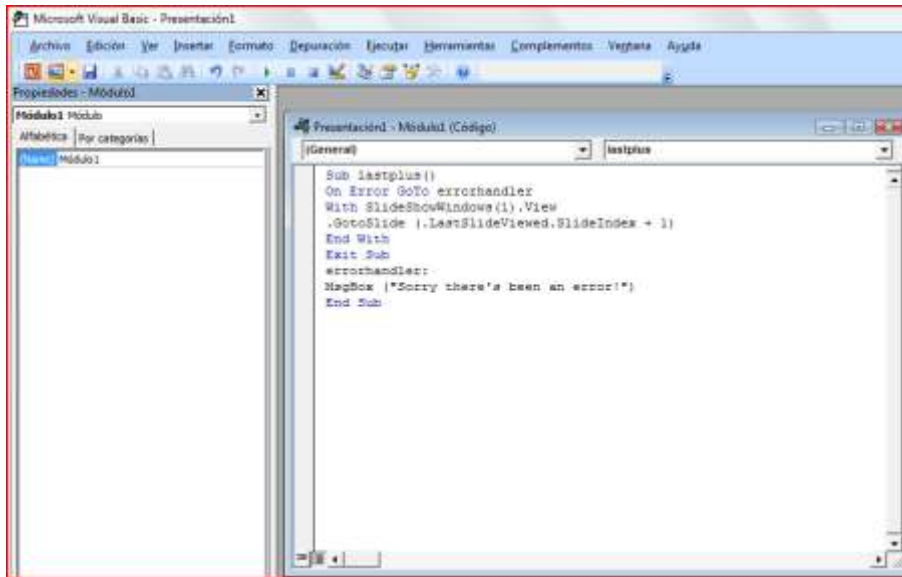 Microsoft Visual Basic - Presentación1
Archivo Edición Ver Insertar Formato Depuración Ejecutar Herramientas Complementos Ventana Ayuda
Propiedades - Módulo1
Módulo1 Módulo
Alfabética Por categorías
(Name) Módulo1
Presentación1 - Módulo1 (Código)
(General) lastplus
Sub lastplus()
On Error GoTo errorhandler
With SlideShowWindows(1).View
.GotoSlide (.LastSlideViewed.SlideIndex + 1)
End With
Exit Sub
errorhandler:
MsgBox ("Sorry there's been an error!")
End Sub